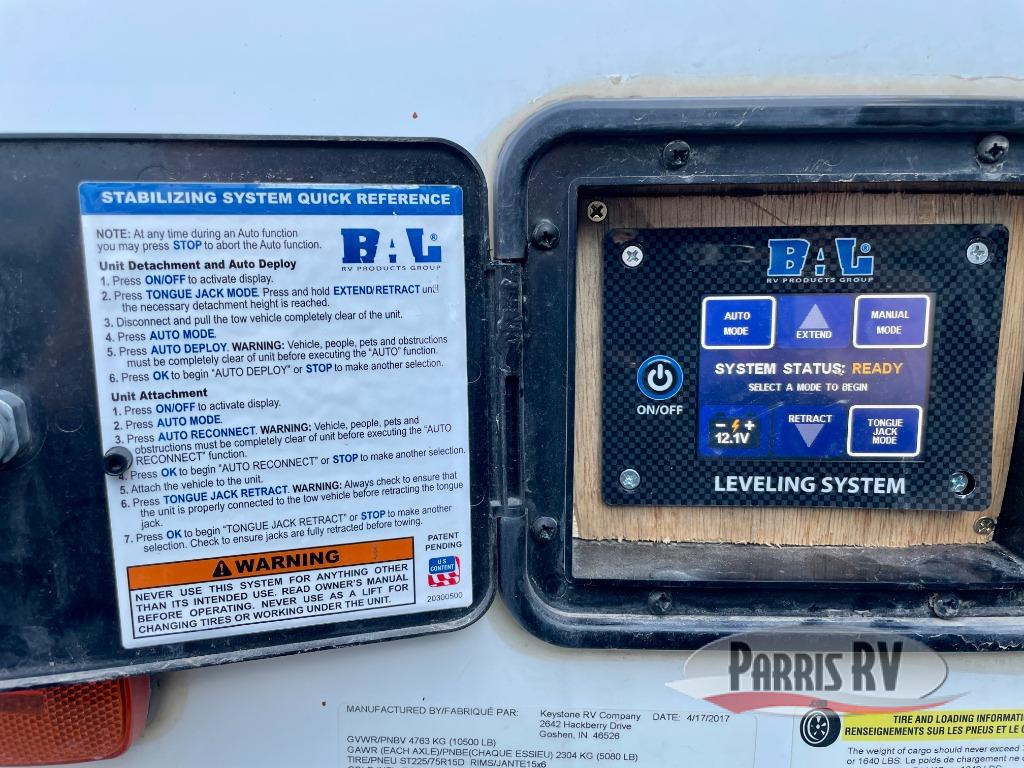 STABILIZING SYSTEM QUICK REFERENCE
NOTE: At any time during an Auto function
you may press STOP to abort the Auto function.
BAL®
RV PRODUCTS GROUP
Unit Detachment and Auto Deploy
1. Press ON/OFF to activate display.
2. Press TONGUE JACK MODE. Press and hold EXTEND/RETRACT until
the necessary detachment height is reached.
3. Disconnect and pull the tow vehicle completely clear of the unit.
4. Press AUTO MODE.
5. Press AUTO DEPLOY. WARNING: Vehicle, people, pets and obstructions
must be completely clear of unit before executing the "AUTO" function.
6. Press OK to begin "AUTO DEPLOY" or STOP to make another selection.
Unit Attachment
1. Press ON/OFF to activate display.
2. Press AUTO MODE.
3. Press AUTO RECONNECT. WARNING: Vehicle, people, pets and
obstructions must be completely clear of unit before executing the "AUTO
RECONNECT" function.
4. Press OK to begin "AUTO RECONNECT" or STOP to make another selection.
5. Attach the vehicle to the unit.
6. Press TONGUE JACK RETRACT. WARNING: Always check to ensure that
the unit is properly connected to the tow vehicle before retracting the tongue
jack.
7. Press OK to begin "TONGUE JACK RETRACT" or STOP to make another
selection. Check to ensure jacks are fully retracted before towing.
WARNING
NEVER USE THIS SYSTEM FOR ANYTHING OTHER
THAN ITS INTENDED USE. READ OWNER'S MANUAL
BEFORE OPERATING. NEVER USE AS A LIFT FOR
CHANGING TIRES OR WORKING UNDER THE UNIT.
PATENT
PENDING
U S
CONTENT
20300500
BAL®
RV PRODUCTS GROUP
AUTO
MODE
EXTEND
MANUAL
MODE
SYSTEM STATUS: READY
SELECT A MODE TO BEGIN
ON/OFF
- +
12.1V
RETRACT
TONGUE
JACK
MODE
LEVELING SYSTEM
PARRIS RV
MANUFACTURED BY/FABRIQUÉ PAR: Keystone RV Company DATE: 4/17/2017
2642 Hackberry Drive
Goshen, IN 46526
GVWR/PNBV 4763 KG (10500 LB)
GAWR (EACH AXLE)/PNBE(CHAQUE ESSIEU) 2304 KG (5080 LB)
TIRE/PNEU ST225/75R15D RIMS/JANTE15x6
TIRE AND LOADING
RENSEIGNEMENTS SUR LES PNEUS ET LE
The weight of cargo should never exceed
or 1640 LBS. Le poids de chargement ne